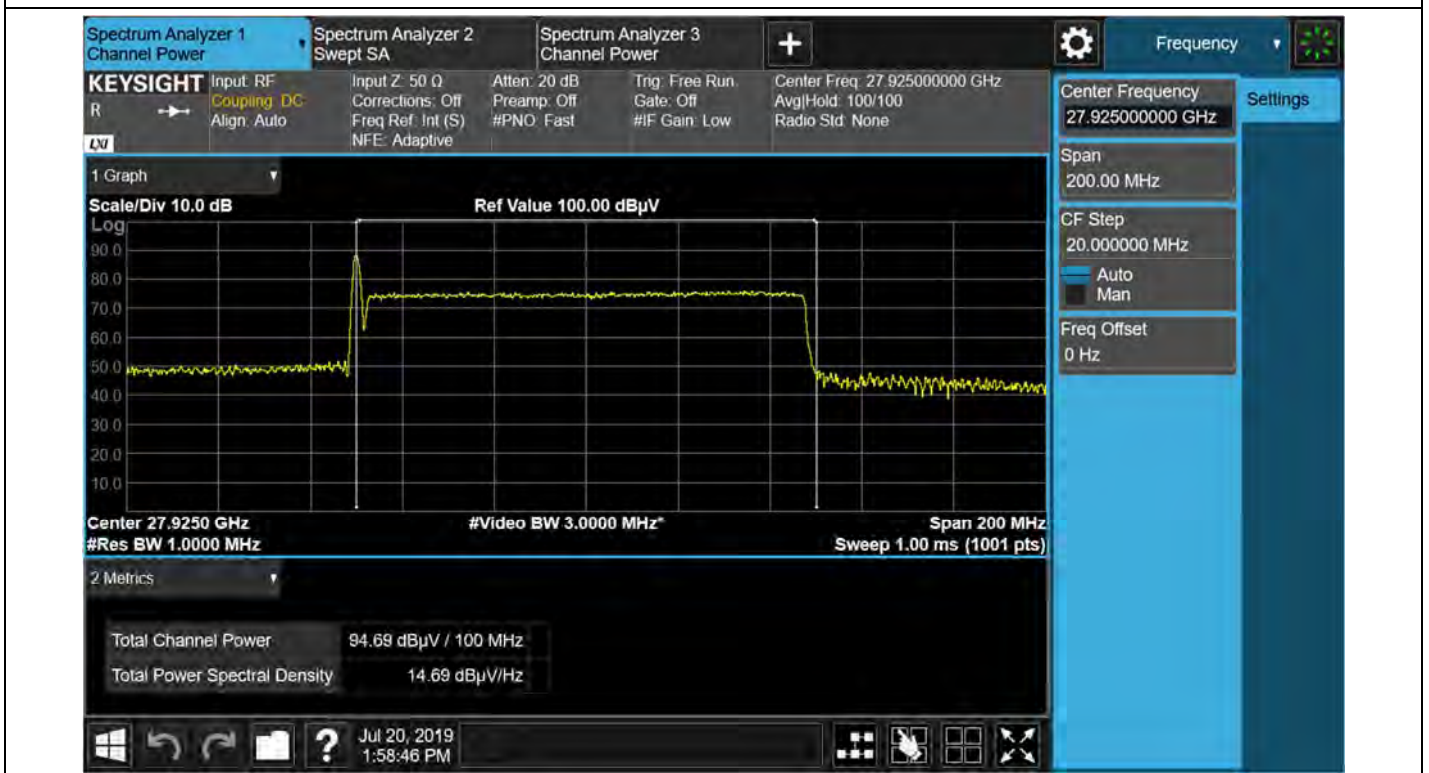 Spectrum Analyzer 1
Channel Power
Spectrum Analyzer 2
Swept SA
Spectrum Analyzer 3
Channel Power
+
Frequency
KEYSIGHT
R
LXI
Input: RF
Coupling: DC
Align: Auto
Input Z: 50 Ω
Corrections: Off
Freq Ref: Int (S)
NFE: Adaptive
Atten: 20 dB
Preamp: Off
#PNO: Fast
Trig: Free Run
Gate: Off
#IF Gain: Low
Center Freq: 27.925000000 GHz
Avg|Hold: 100/100
Radio Std: None
Center Frequency
27.925000000 GHz
Settings
Span
200.00 MHz
CF Step
20.000000 MHz
Auto
Man
Freq Offset
0 Hz
1 Graph
Scale/Div 10.0 dB
Ref Value 100.00 dBµV
Log
90.0
80.0
70.0
60.0
50.0
40.0
30.0
20.0
10.0
Center 27.9250 GHz
#Video BW 3.0000 MHz*
Span 200 MHz
#Res BW 1.0000 MHz
Sweep 1.00 ms (1001 pts)
2 Metrics
Total Channel Power
94.69 dBµV / 100 MHz
Total Power Spectral Density
14.69 dBµV/Hz
?
Jul 20, 2019
1:58:46 PM